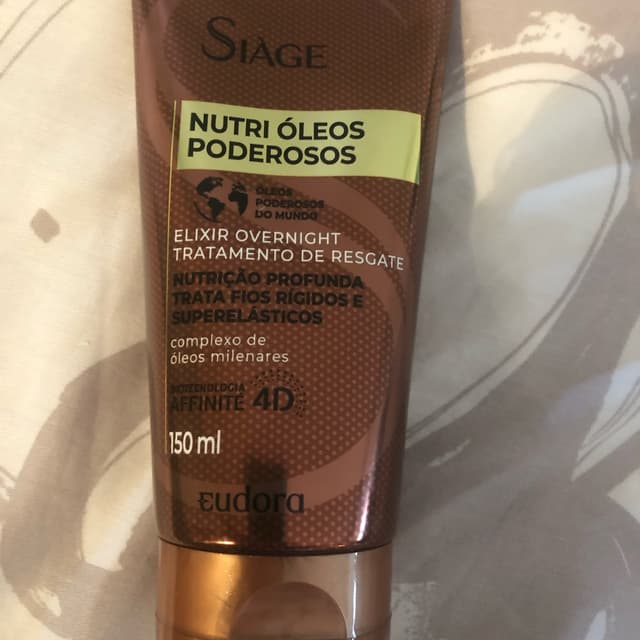 SIÀGE
NUTRI ÓLEOS
PODEROSOS
ÓLEOS
PODEROSOS
DO MUNDO
ELIXIR OVERNIGHT
TRATAMENTO DE RESGATE
NUTRIÇÃO PROFUNDA
TRATA FIOS RÍGIDOS E
SUPERELÁSTICOS
complexo de
óleos milenares
BIOTECNOLOGIA
AFFINITÉ 4D
150 ml
eudora